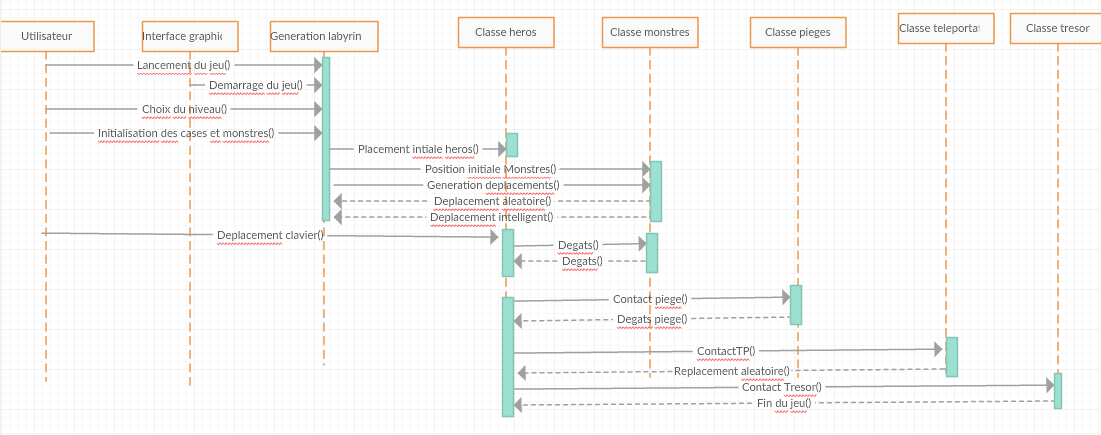 Utilisateur
Interface graphic
Generation labyrin
Classe heros
Classe monstres
Classe pieges
Classe teleportat
Classe tresor
Lancement du jeu()
Demarrage du jeu()
Choix du niveau()
Initialisation des cases et monstres()
Placement intiale heros()
Position initiale Monstres()
Generation deplacements()
Deplacement aleatoire()
Deplacement intelligent()
Deplacement clavier()
Degats()
Degats()
Contact piege()
Degats piege()
ContactTP()
Replacement aleatoire()
Contact Tresor()
Fin du jeu()